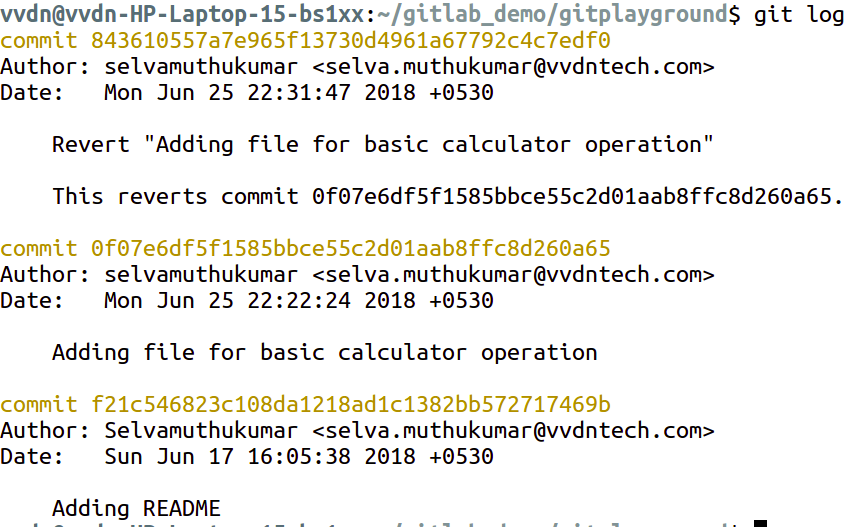 vvdn@vvdn-HP-Laptop-15-bs1xx:~/gitlab_demo/gitplayground$ git log
commit 843610557a7e965f13730d4961a67792c4c7edf0
Author: selvamuthukumar <selva.muthukumar@vvdntech.com>
Date:   Mon Jun 25 22:31:47 2018 +0530
Revert "Adding file for basic calculator operation"
This reverts commit 0f07e6df5f1585bbce55c2d01aab8ffc8d260a65.
commit 0f07e6df5f1585bbce55c2d01aab8ffc8d260a65
Author: selvamuthukumar <selva.muthukumar@vvdntech.com>
Date:   Mon Jun 25 22:22:24 2018 +0530
Adding file for basic calculator operation
commit f21c546823c108da1218ad1c1382bb572717469b
Author: Selvamuthukumar <selva.muthukumar@vvdntech.com>
Date:   Sun Jun 17 16:05:38 2018 +0530
Adding README